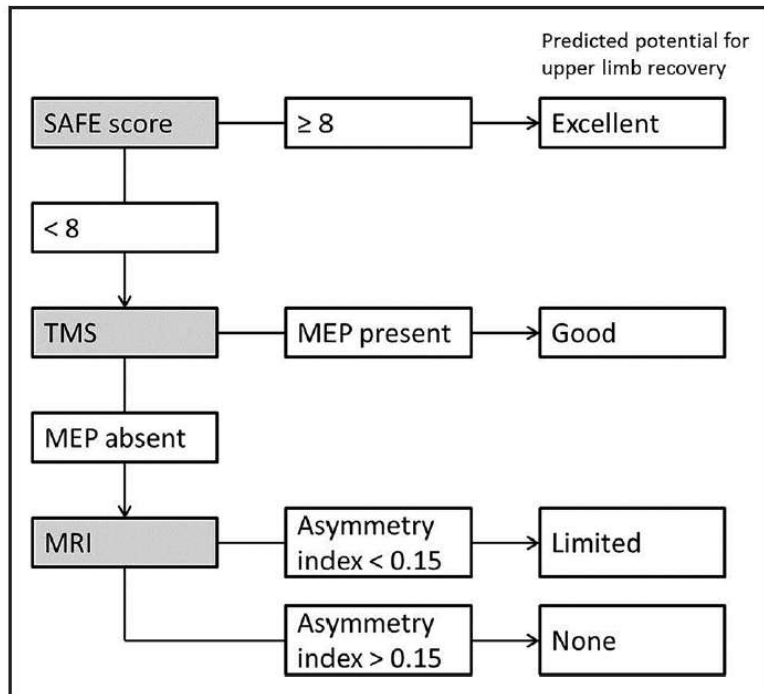 Predicted potential for
upper limb recovery
SAFE score
≥ 8
Excellent
< 8
TMS
MEP present
Good
MEP absent
MRI
Asymmetry
index < 0.15
Limited
Asymmetry
index > 0.15
None